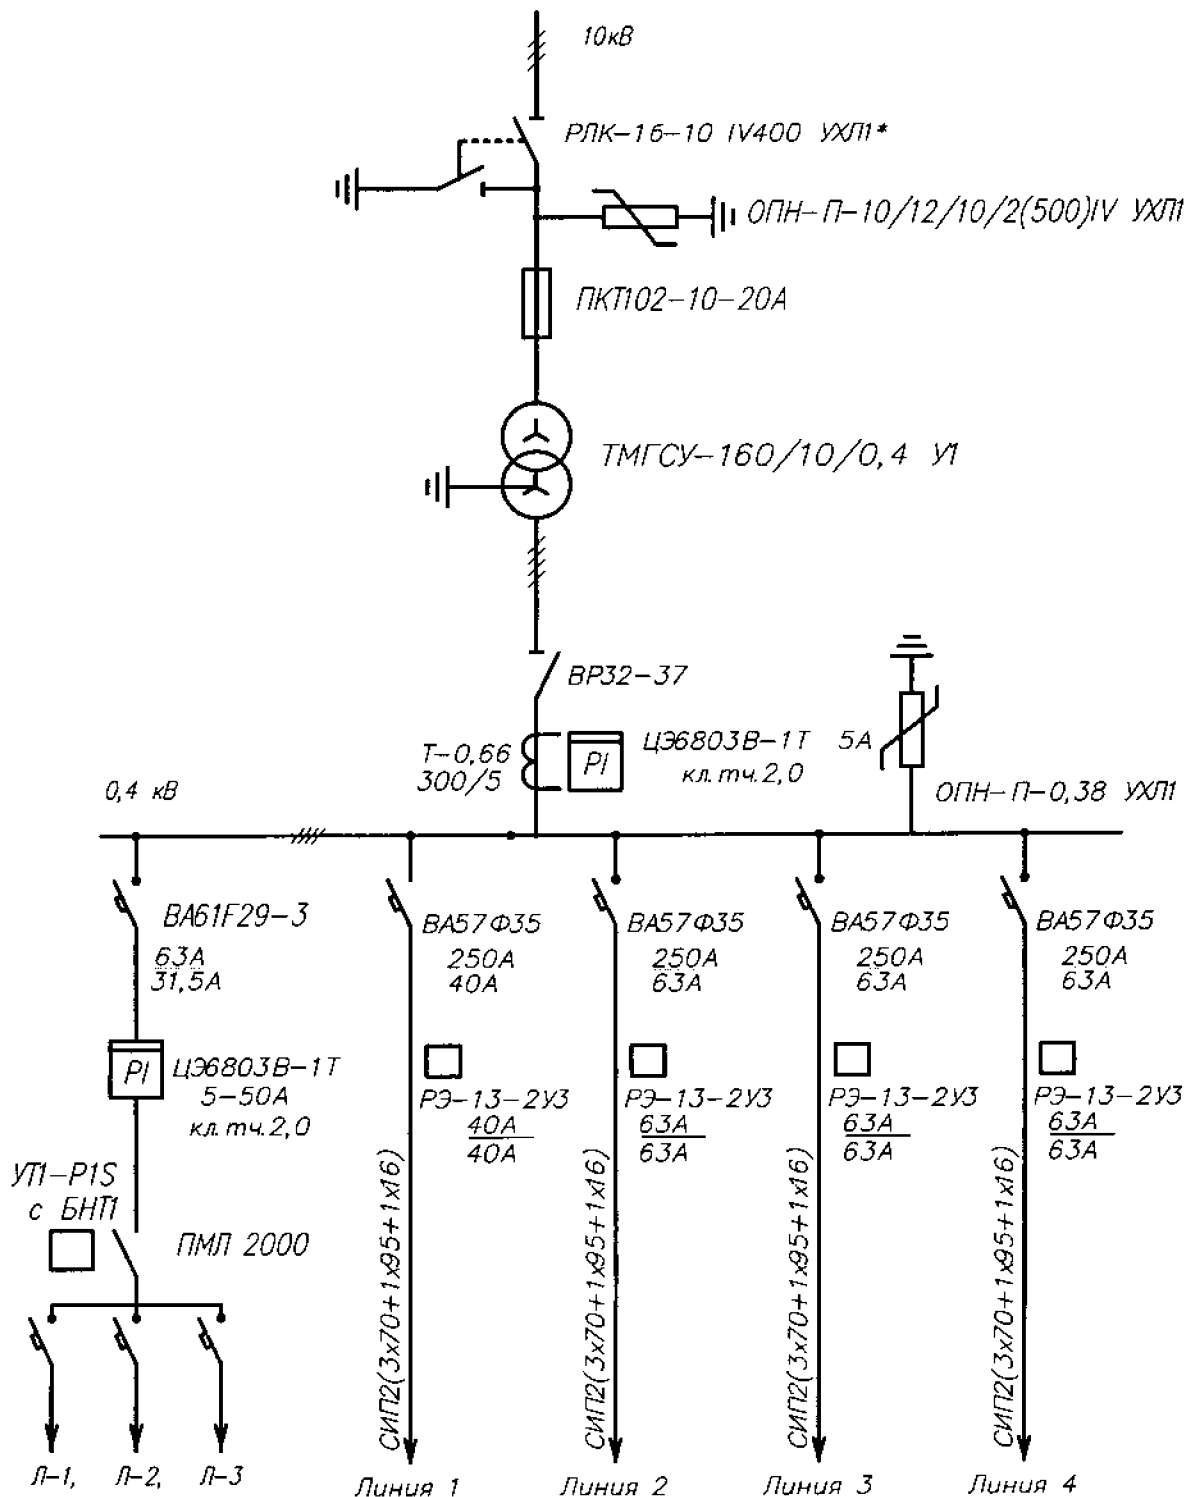 10кВ
РЛК-16-10 IV400 УХЛ1*
ОПН-П-10/12/10/2(500)IV УХЛ1
ПКТ102-10-20А
ТМГСУ-160/10/0,4 У1
ВР32-37
Т-0,66
300/5
PI
ЦЭ6803В-1Т
кл.тч.2,0
5А
ОПН-П-0,38 УХЛ1
0,4 кВ
ВА61F29-3
63А
31,5А
ВА57Ф35
250А
40А
ВА57Ф35
250А
63А
ВА57Ф35
250А
63А
ВА57Ф35
250А
63А
PI
ЦЭ6803В-1Т
5-50А
кл.тч.2,0
РЭ-13-2У3
40А
40А
РЭ-13-2У3
63А
63А
РЭ-13-2У3
63А
63А
РЭ-13-2У3
63А
63А
УП1-Р1S
с БНТ1
ПМЛ 2000
СИП2(3х70+1х95+1х16)
СИП2(3х70+1х95+1х16)
СИП2(3х70+1х95+1х16)
СИП2(3х70+1х95+1х16)
Л-1, Л-2, Л-3
Линия 1
Линия 2
Линия 3
Линия 4